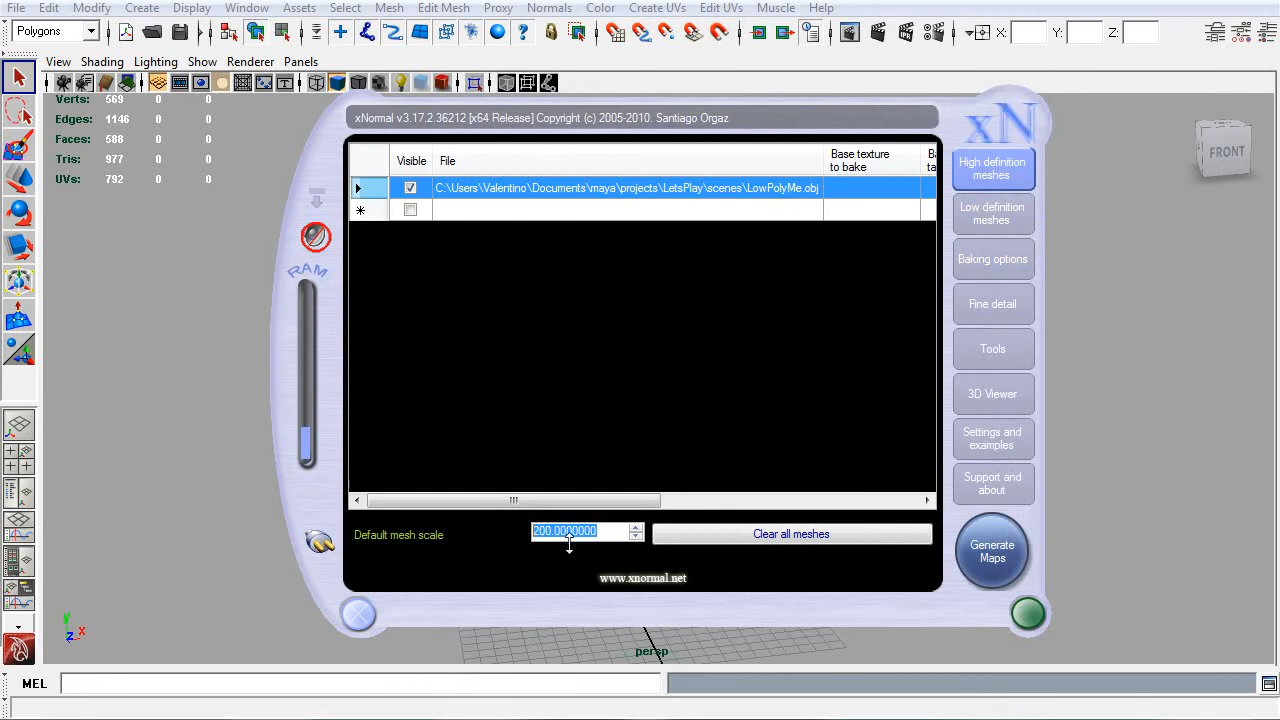 File Edit Modify Create Display Window Assets Select Mesh Edit Mesh Proxy Normals Color Create UVs Edit UVs Muscle Help
Polygons X: Y: Z:
View Shading Lighting Show Renderer Panels
Verts: 569 0 0
Edges: 1146 0 0
Faces: 588 0 0
Tris: 977 0 0
UVs: 792 0 0
xNormal v3.17.2.36212 [x64 Release] Copyright (c) 2005-2010. Santiago Orgaz
xN
Visible File Base texture to bake Ba ta
C:\Users\Valentino\Documents\maya\projects\LetsPlay\scenes\LowPolyMe.obj
FRONT
RAM
High definition meshes
Low definition meshes
Baking options
Fine detail
Tools
3D Viewer
Settings and examples
Support and about
Generate Maps
Default mesh scale 200.0000000 Clear all meshes
www.xnormal.net
y
z x
persp
MEL